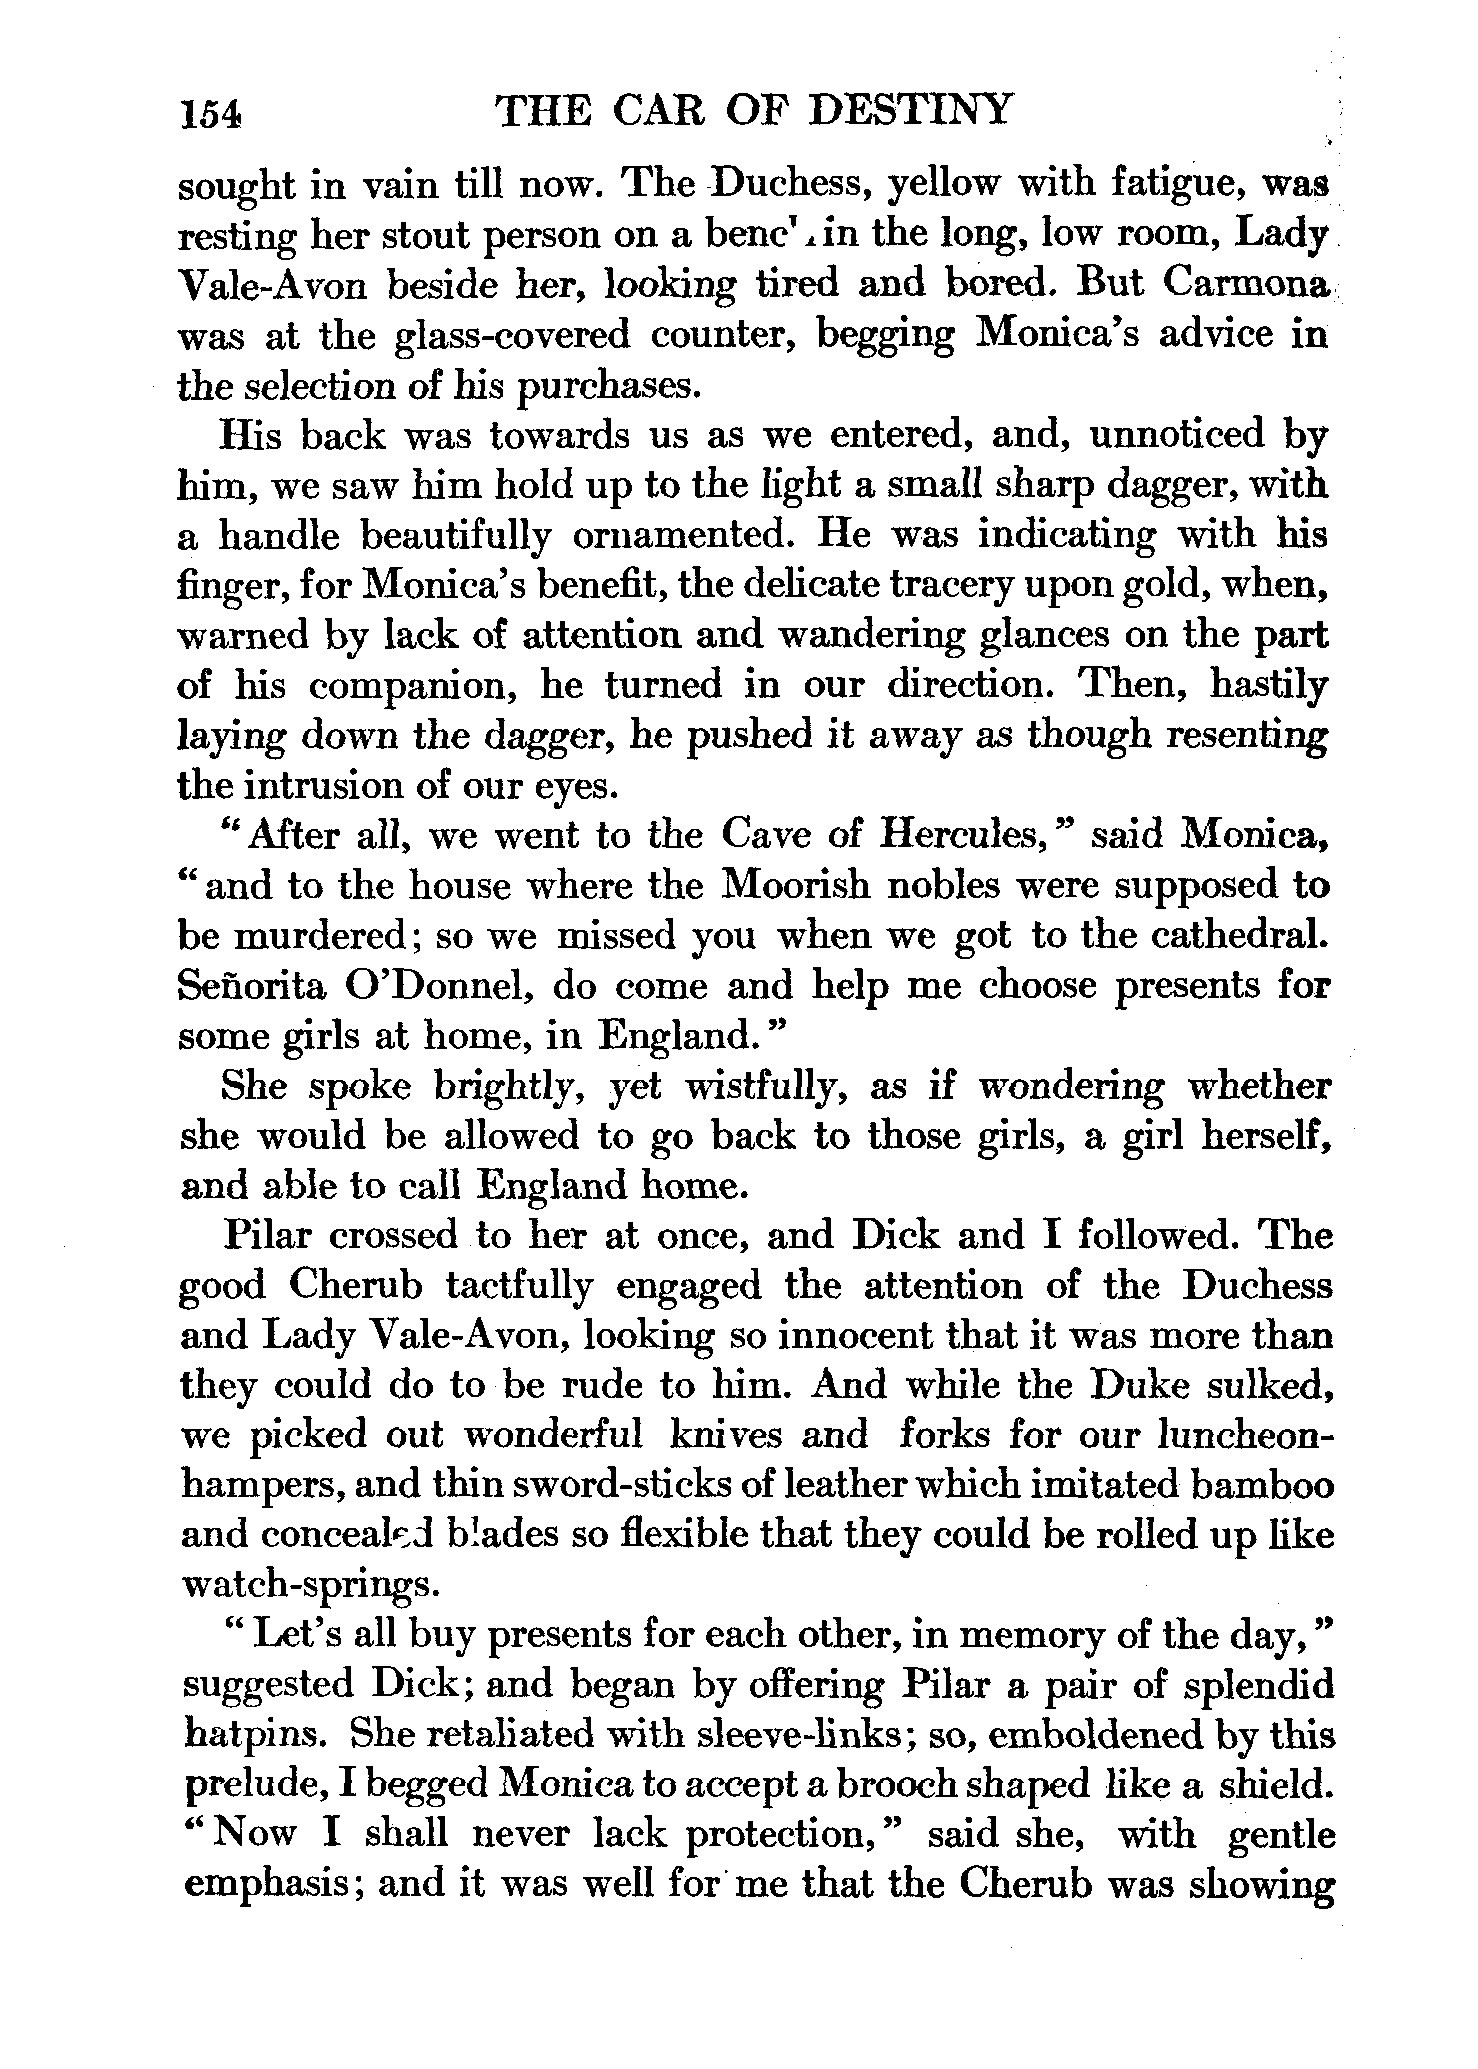 154 THE CAR OF DESTINY
sought in vain till now. The Duchess, yellow with fatigue, was
resting her stout person on a bench in the long, low room, Lady
Vale-Avon beside her, looking tired and bored. But Carmona
was at the glass-covered counter, begging Monica's advice in
the selection of his purchases.
His back was towards us as we entered, and, unnoticed by
him, we saw him hold up to the light a small sharp dagger, with
a handle beautifully ornamented. He was indicating with his
finger, for Monica's benefit, the delicate tracery upon gold, when,
warned by lack of attention and wandering glances on the part
of his companion, he turned in our direction. Then, hastily
laying down the dagger, he pushed it away as though resenting
the intrusion of our eyes.
"After all, we went to the Cave of Hercules," said Monica,
"and to the house where the Moorish nobles were supposed to
be murdered; so we missed you when we got to the cathedral.
Señorita O'Donnel, do come and help me choose presents for
some girls at home, in England."
She spoke brightly, yet wistfully, as if wondering whether
she would be allowed to go back to those girls, a girl herself,
and able to call England home.
Pilar crossed to her at once, and Dick and I followed. The
good Cherub tactfully engaged the attention of the Duchess
and Lady Vale-Avon, looking so innocent that it was more than
they could do to be rude to him. And while the Duke sulked,
we picked out wonderful knives and forks for our luncheon-
hampers, and thin sword-sticks of leather which imitated bamboo
and concealed blades so flexible that they could be rolled up like
watch-springs.
"Let's all buy presents for each other, in memory of the day,"
suggested Dick; and began by offering Pilar a pair of splendid
hatpins. She retaliated with sleeve-links; so, emboldened by this
prelude, I begged Monica to accept a brooch shaped like a shield.
"Now I shall never lack protection," said she, with gentle
emphasis; and it was well for me that the Cherub was showing